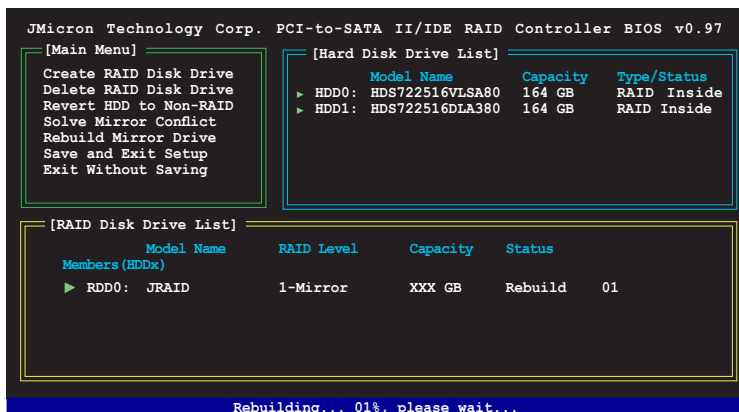 JMicron Technology Corp. PCI-to-SATA II/IDE RAID Controller BIOS v0.97
[Main Menu]
Create RAID Disk Drive
Delete RAID Disk Drive
Revert HDD to Non-RAID
Solve Mirror Conflict
Rebuild Mirror Drive
Save and Exit Setup
Exit Without Saving
[Hard Disk Drive List]
Model Name Capacity Type/Status
HDD0: HDS722516VLSA80 164 GB RAID Inside
HDD1: HDS722516DLA380 164 GB RAID Inside
[RAID Disk Drive List]
Model Name RAID Level Capacity Status
Members(HDDx)
RDD0: JRAID 1-Mirror XXX GB Rebuild 01
Rebuilding... 01%, please wait...